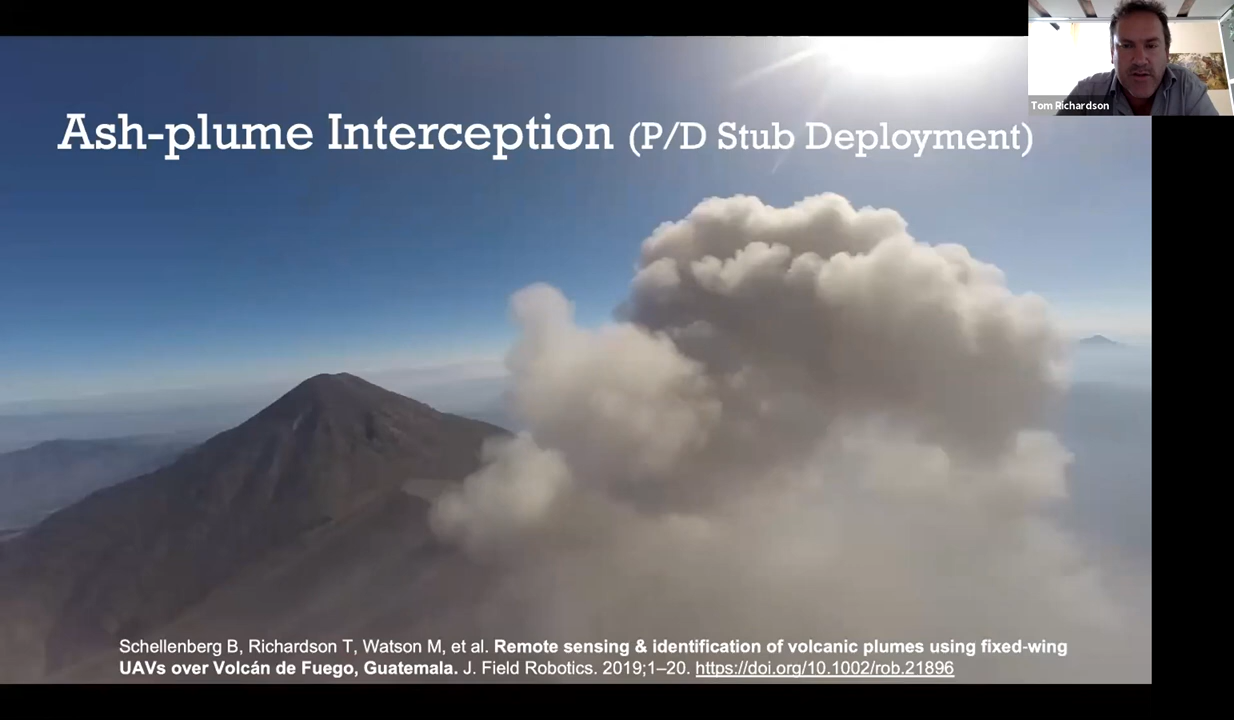 Tom Richardson
Ash-plume Interception (P/D Stub Deployment)
Schellenberg B, Richardson T, Watson M, et al. Remote sensing & identification of volcanic plumes using fixed-wing
UAVs over Volcán de Fuego, Guatemala. J. Field Robotics. 2019;1–20. https://doi.org/10.1002/rob.21896